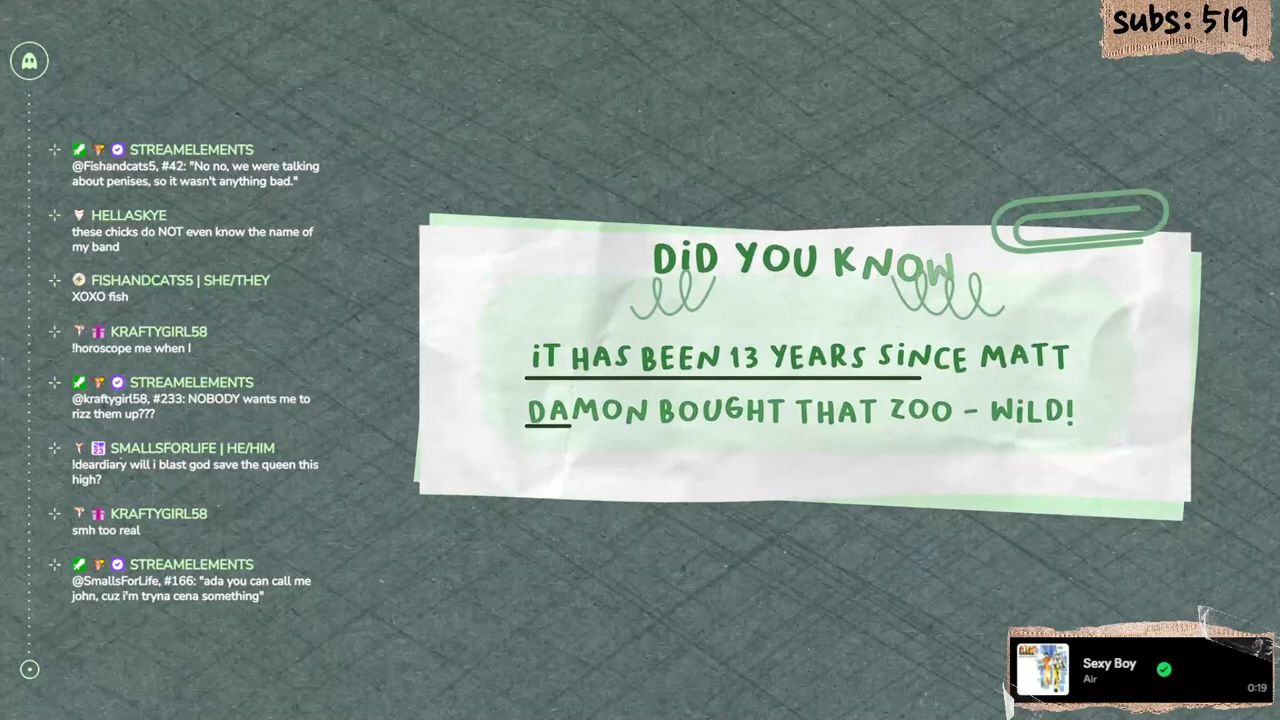 subs: 519
STREAMELEMENTS
@Fishandcats5, #42: "No no, we were talking
about penises, so it wasn't anything bad."
HELLASKYE
these chicks do NOT even know the name of
my band
FISHANDCATS5 | SHE/THEY
XOXO fish
KRAFTYGIRL58
!horoscope me when I
STREAMELEMENTS
@kraftygirl58, #233: NOBODY wants me to
rizz them up???
SMALLSFORLIFE | HE/HIM
!deardiary will i blast god save the queen this
high?
KRAFTYGIRL58
smh too real
STREAMELEMENTS
@SmallsForLife, #166: "ada you can call me
john, cuz i'm tryna cena something"
DiD YOU KNOW
iT HAS BEEN 13 YEARS SiNCE MATT
DAMON BOUGHT THAT ZOO - WiLD!
Sexy Boy
Air
0:19